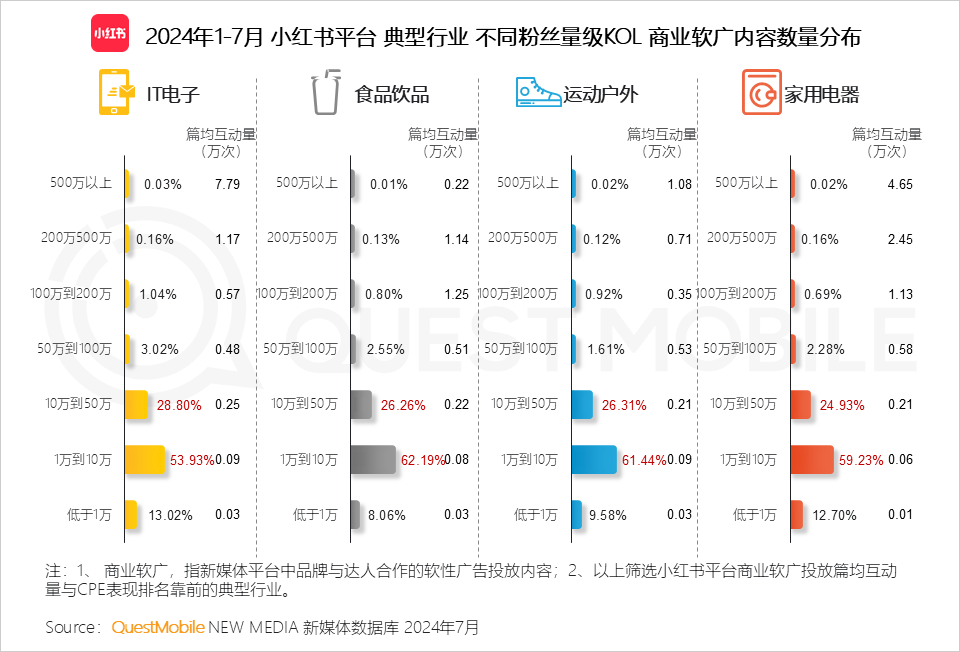 小红书
2024年1-7月 小红书平台 典型行业 不同粉丝量级KOL 商业软广内容数量分布
IT电子
食品饮品
运动户外
家用电器
篇均互动量
（万次）
500万以上 0.03% 7.79
200万500万 0.16% 1.17
100万到200万 1.04% 0.57
50万到100万 3.02% 0.48
10万到50万 28.80% 0.25
1万到10万 53.93% 0.09
低于1万 13.02% 0.03
篇均互动量
（万次）
500万以上 0.01% 0.22
200万500万 0.13% 1.14
100万到200万 0.80% 1.25
50万到100万 2.55% 0.51
10万到50万 26.26% 0.22
1万到10万 62.19% 0.08
低于1万 8.06% 0.03
篇均互动量
（万次）
500万以上 0.02% 1.08
200万500万 0.12% 0.71
100万到200万 0.92% 0.35
50万到100万 1.61% 0.53
10万到50万 26.31% 0.21
1万到10万 61.44% 0.09
低于1万 9.58% 0.03
篇均互动量
（万次）
500万以上 0.02% 4.65
200万500万 0.16% 2.45
100万到200万 0.69% 1.13
50万到100万 2.28% 0.58
10万到50万 24.93% 0.21
1万到10万 59.23% 0.06
低于1万 12.70% 0.01
QUEST MOBILE
注：1、 商业软广，指新媒体平台中品牌与达人合作的软性广告投放内容；2、以上筛选小红书平台商业软广投放篇均互动
量与CPE表现排名靠前的典型行业。
Source：QuestMobile NEW MEDIA 新媒体数据库 2024年7月